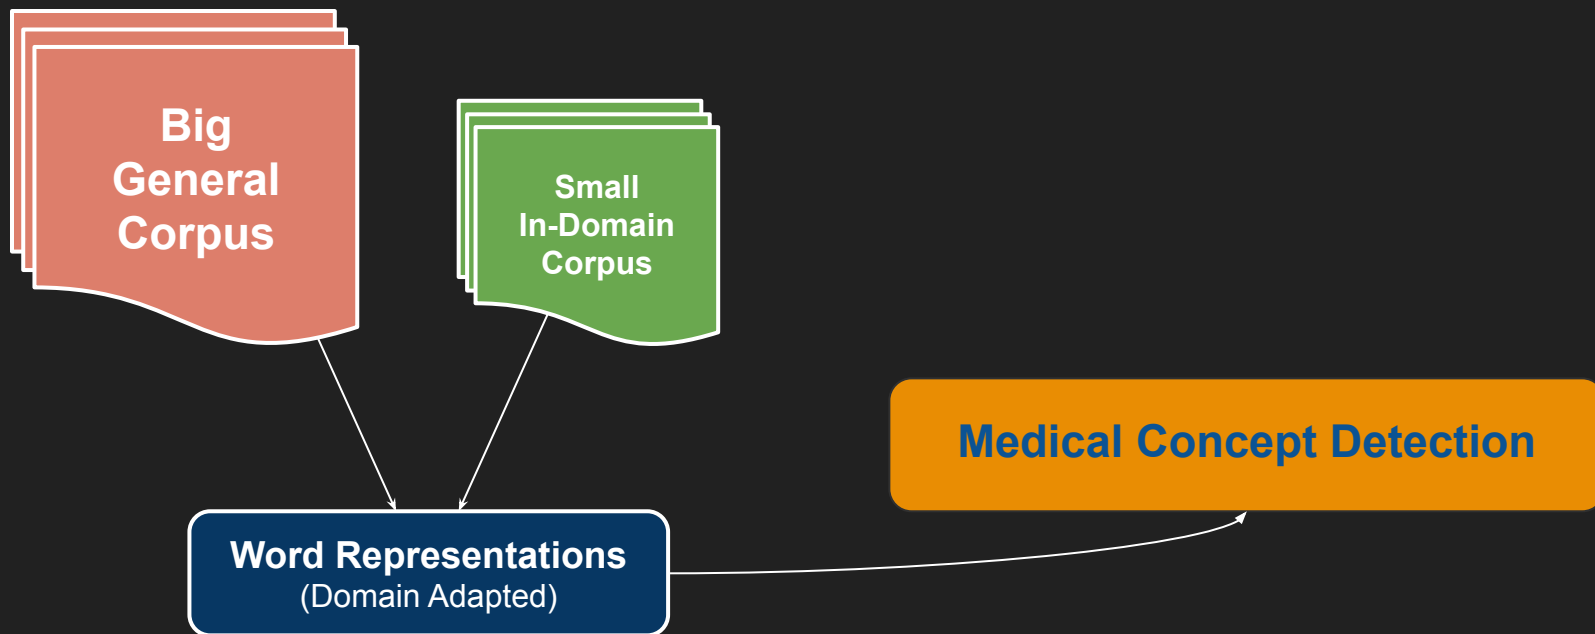 Big
General
Corpus
Small
In-Domain
Corpus
Medical Concept Detection
Word Representations
(Domain Adapted)